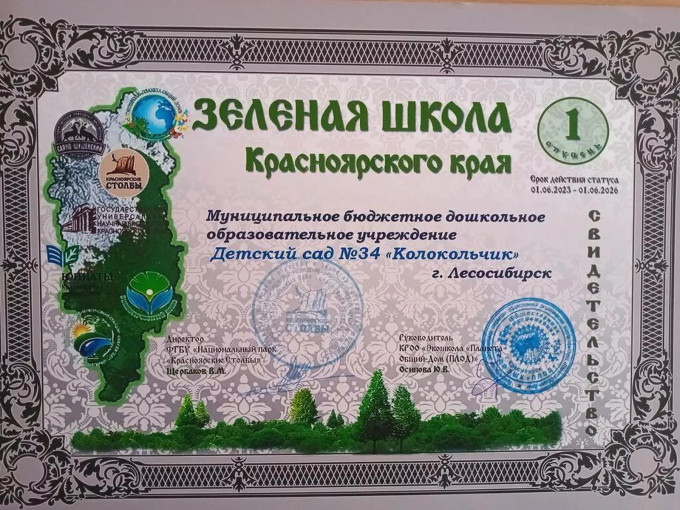 ЗЕЛЕНАЯ ШКОЛА
Красноярского края
1
СТУПЕНЬ
Срок действия статуса
01.06.2023 – 01.06.2026
СВИДЕТЕЛЬСТВО
КРАСНОЯРСКИЕ
СТОЛБЫ
Муниципальное бюджетное дошкольное
образовательное учреждение
Детский сад №34 «Колокольчик»
г. Лесосибирск
СТОЛБЫ
Директор
ФГБУ «Национальный парк
«Красноярские Столбы»
Щербаков В.М.
Руководитель
КРОО «Экошкола «Планета–
Общий-Дом (ПЛОД)»
Осипова Ю.В.